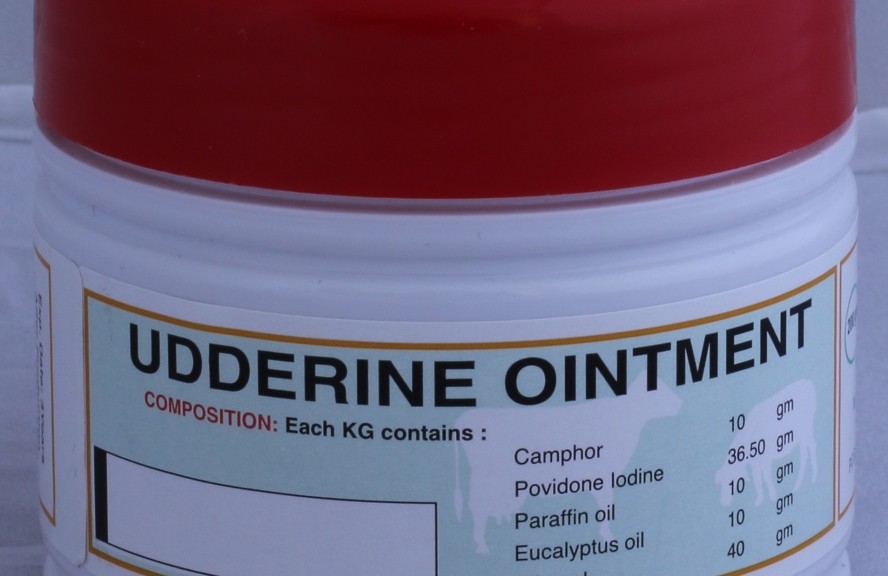 UDDERINE OINTMENT
COMPOSITION: Each KG contains :
Camphor 10 gm
Povidone Iodine 36.50 gm
Paraffin oil 10 gm
Eucalyptus oil 10 gm
40 gm